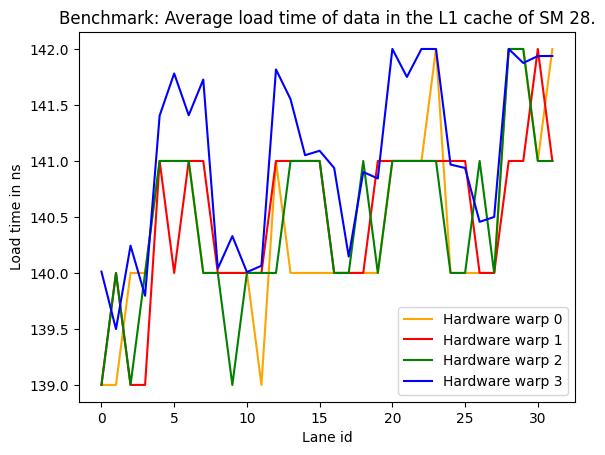 Benchmark: Average load time of data in the L1 cache of SM 28.
142.0
141.5
141.0
140.5
140.0
139.5
139.0
Load time in ns
Hardware warp 0
Hardware warp 1
Hardware warp 2
Hardware warp 3
0 5 10 15 20 25 30
Lane id